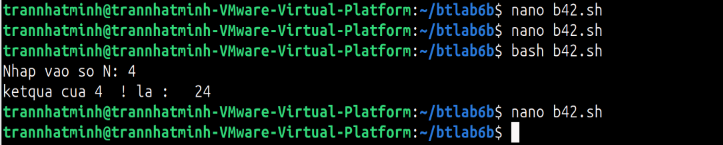 trannhatminh@trannhatminh-VMware-Virtual-Platform:~/btlab6b$ nano b42.sh
trannhatminh@trannhatminh-VMware-Virtual-Platform:~/btlab6b$ nano b42.sh
trannhatminh@trannhatminh-VMware-Virtual-Platform:~/btlab6b$ bash b42.sh
Nhap vao so N: 4
ketqua cua 4  ! la :   24
trannhatminh@trannhatminh-VMware-Virtual-Platform:~/btlab6b$ nano b42.sh
trannhatminh@trannhatminh-VMware-Virtual-Platform:~/btlab6b$